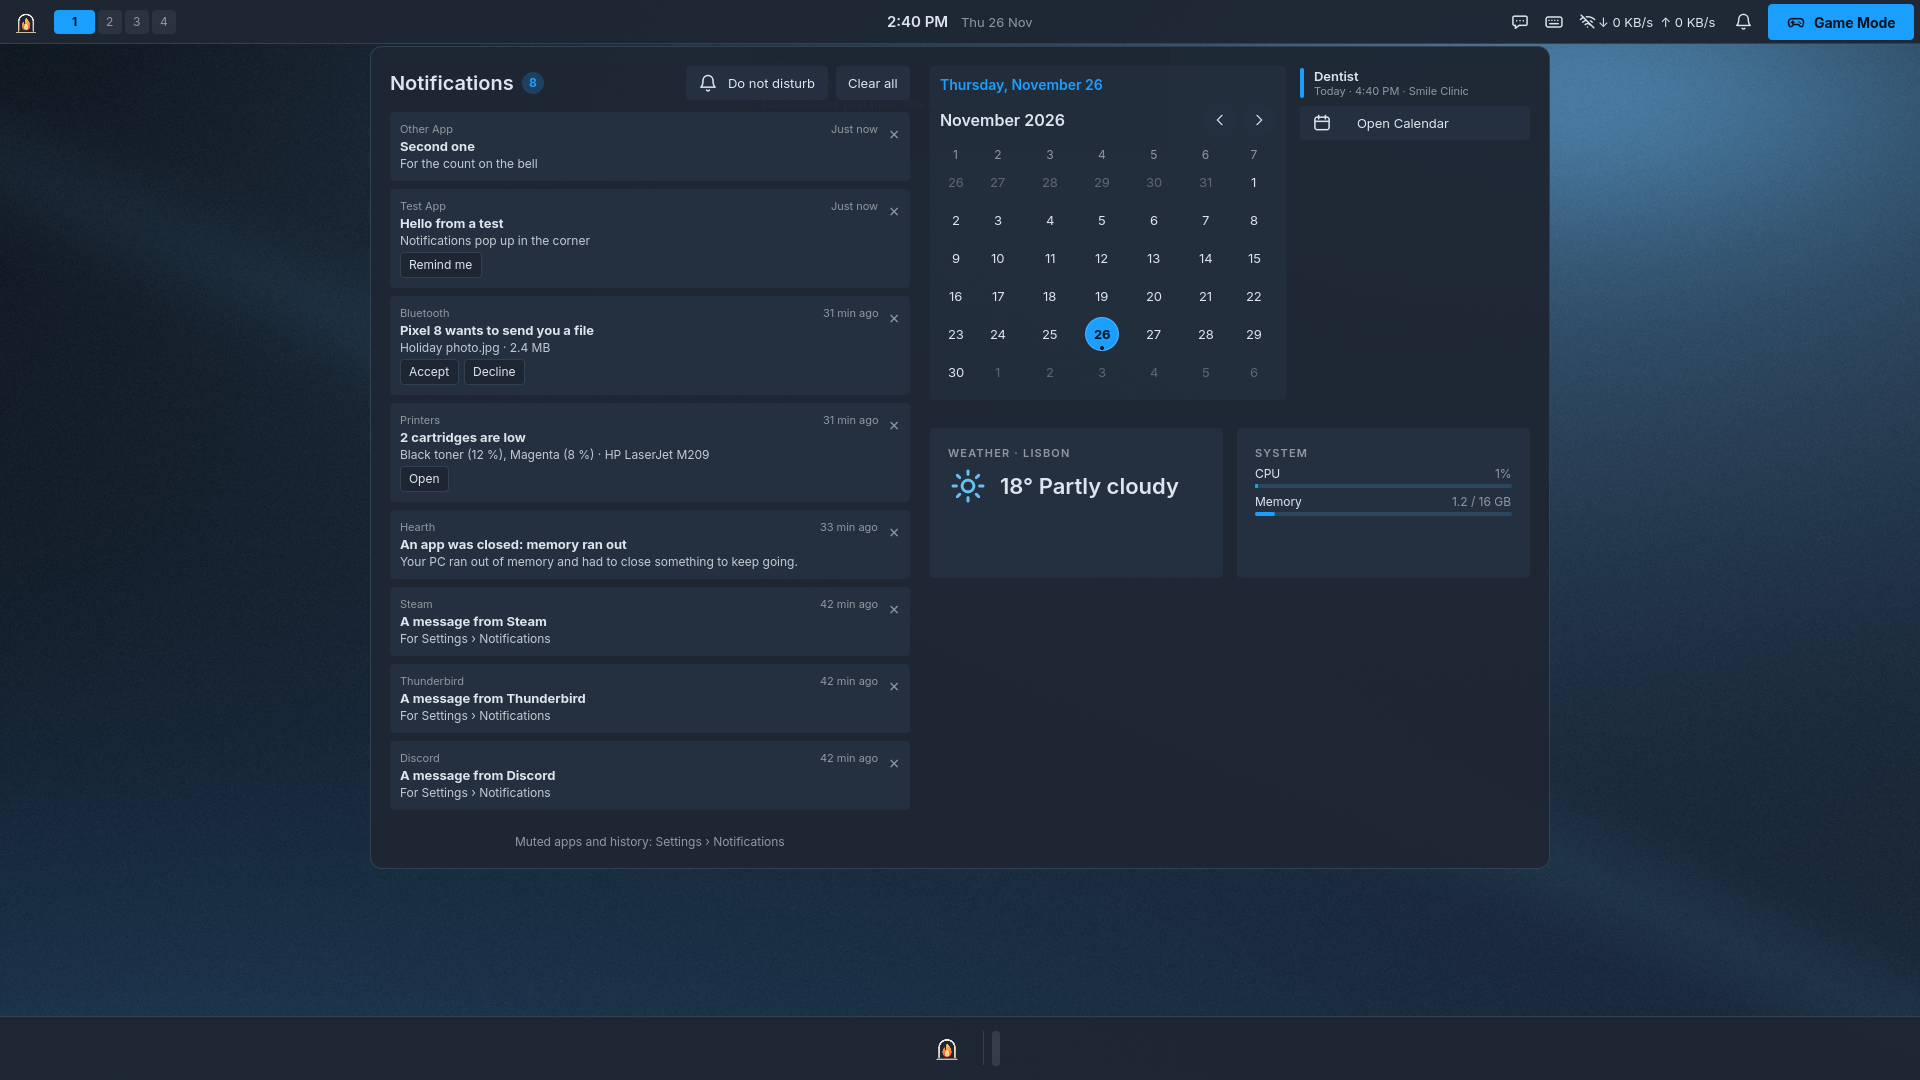 1 2 3 4
2:40 PM Thu 26 Nov
↓ 0 KB/s ↑ 0 KB/s
Game Mode
Notifications 8
Do not disturb
Clear all
Other App Just now
Second one
For the count on the bell
Test App Just now
Hello from a test
Notifications pop up in the corner
Remind me
Bluetooth 31 min ago
Pixel 8 wants to send you a file
Holiday photo.jpg · 2.4 MB
Accept Decline
Printers 31 min ago
2 cartridges are low
Black toner (12 %), Magenta (8 %) · HP LaserJet M209
Open
Hearth 33 min ago
An app was closed: memory ran out
Your PC ran out of memory and had to close something to keep going.
Steam 42 min ago
A message from Steam
For Settings › Notifications
Thunderbird 42 min ago
A message from Thunderbird
For Settings › Notifications
Discord 42 min ago
A message from Discord
For Settings › Notifications
Muted apps and history: Settings › Notifications
Thursday, November 26
November 2026
1 2 3 4 5 6 7
26 27 28 29 30 31 1
2 3 4 5 6 7 8
9 10 11 12 13 14 15
16 17 18 19 20 21 22
23 24 25 26 27 28 29
30 1 2 3 4 5 6
Dentist
Today · 4:40 PM · Smile Clinic
Open Calendar
WEATHER · LISBON
18° Partly cloudy
SYSTEM
CPU 1%
Memory 1.2 / 16 GB